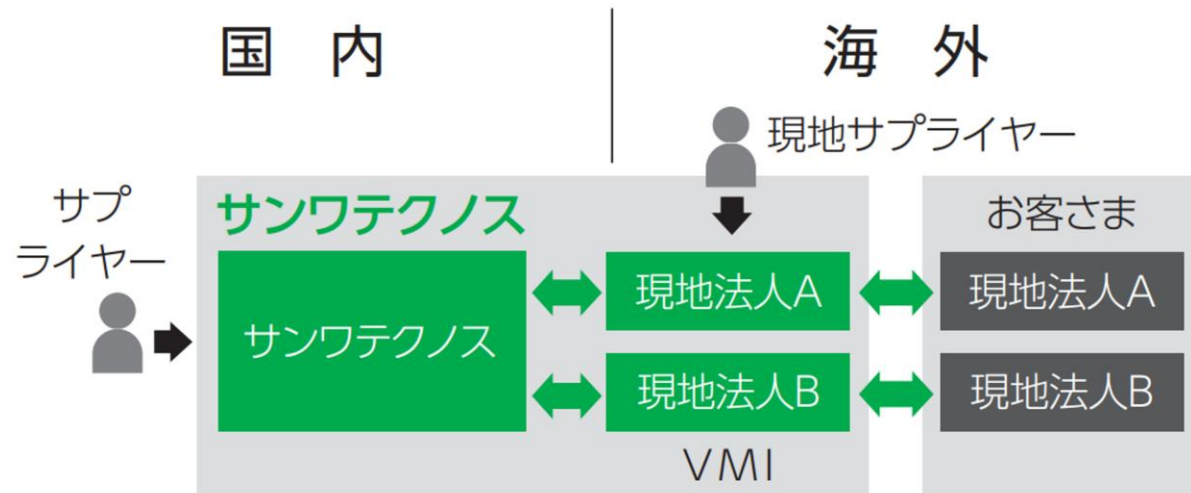 国 内
海 外
現地サプライヤー
サプ
ライヤー
サンワテクノス
お客さま
サンワテクノス
現地法人A
現地法人A
現地法人B
現地法人B
VMI